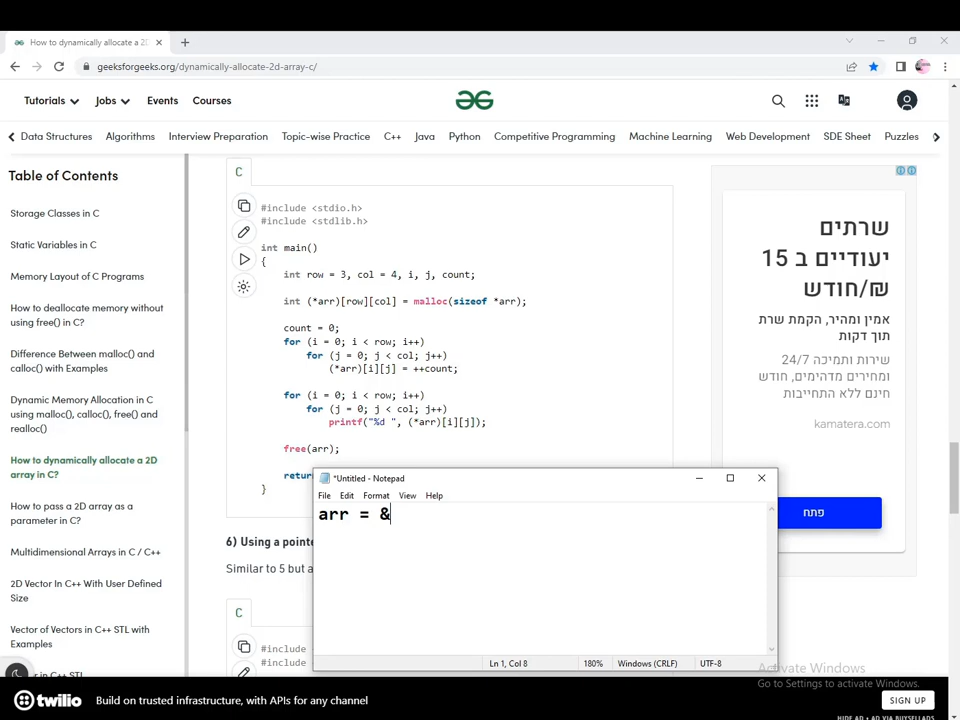 How to dynamically allocate a 2D
geeksforgeeks.org/dynamically-allocate-2d-array-c/
Tutorials Jobs Events Courses
Data Structures Algorithms Interview Preparation Topic-wise Practice C++ Java Python Competitive Programming Machine Learning Web Development SDE Sheet Puzzles
Table of Contents
Storage Classes in C
Static Variables in C
Memory Layout of C Programs
How to deallocate memory without
using free() in C?
Difference Between malloc() and
calloc() with Examples
Dynamic Memory Allocation in C
using malloc(), calloc(), free() and
realloc()
How to dynamically allocate a 2D
array in C?
How to pass a 2D array as a
parameter in C?
Multidimensional Arrays in C / C++
2D Vector In C++ With User Defined
Size
Vector of Vectors in C++ STL with
Examples
in C++ STL
C
#include <stdio.h>
#include <stdlib.h>
int main()
{
int row = 3, col = 4, i, j, count;
int (*arr)[row][col] = malloc(sizeof *arr);
count = 0;
for (i = 0; i < row; i++)
for (j = 0; j < col; j++)
(*arr)[i][j] = ++count;
for (i = 0; i < row; i++)
for (j = 0; j < col; j++)
printf("%d ", (*arr)[i][j]);
free(arr);
}
6) Using a
Similar to 5 but
C
#include
#include
*Untitled - Notepad
File Edit Format View Help
arr = &
Ln 1, Col 8 180% Windows (CRLF) UTF-8
שרתים
יעודיים ב 15
₪/חודש
אמין ומהיר, הקמת שרת
תוך דקות
שירות ותמיכה 24/7
ומחירים מדהימים, חודש
חינם ללא התחייבות
kamatera.com
פתח
Activate Windows
Go to Settings to activate Windows.
twilio Build on trusted infrastructure, with APIs for any channel SIGN UP
HIDE AD • AD VIA BUYSELLADS